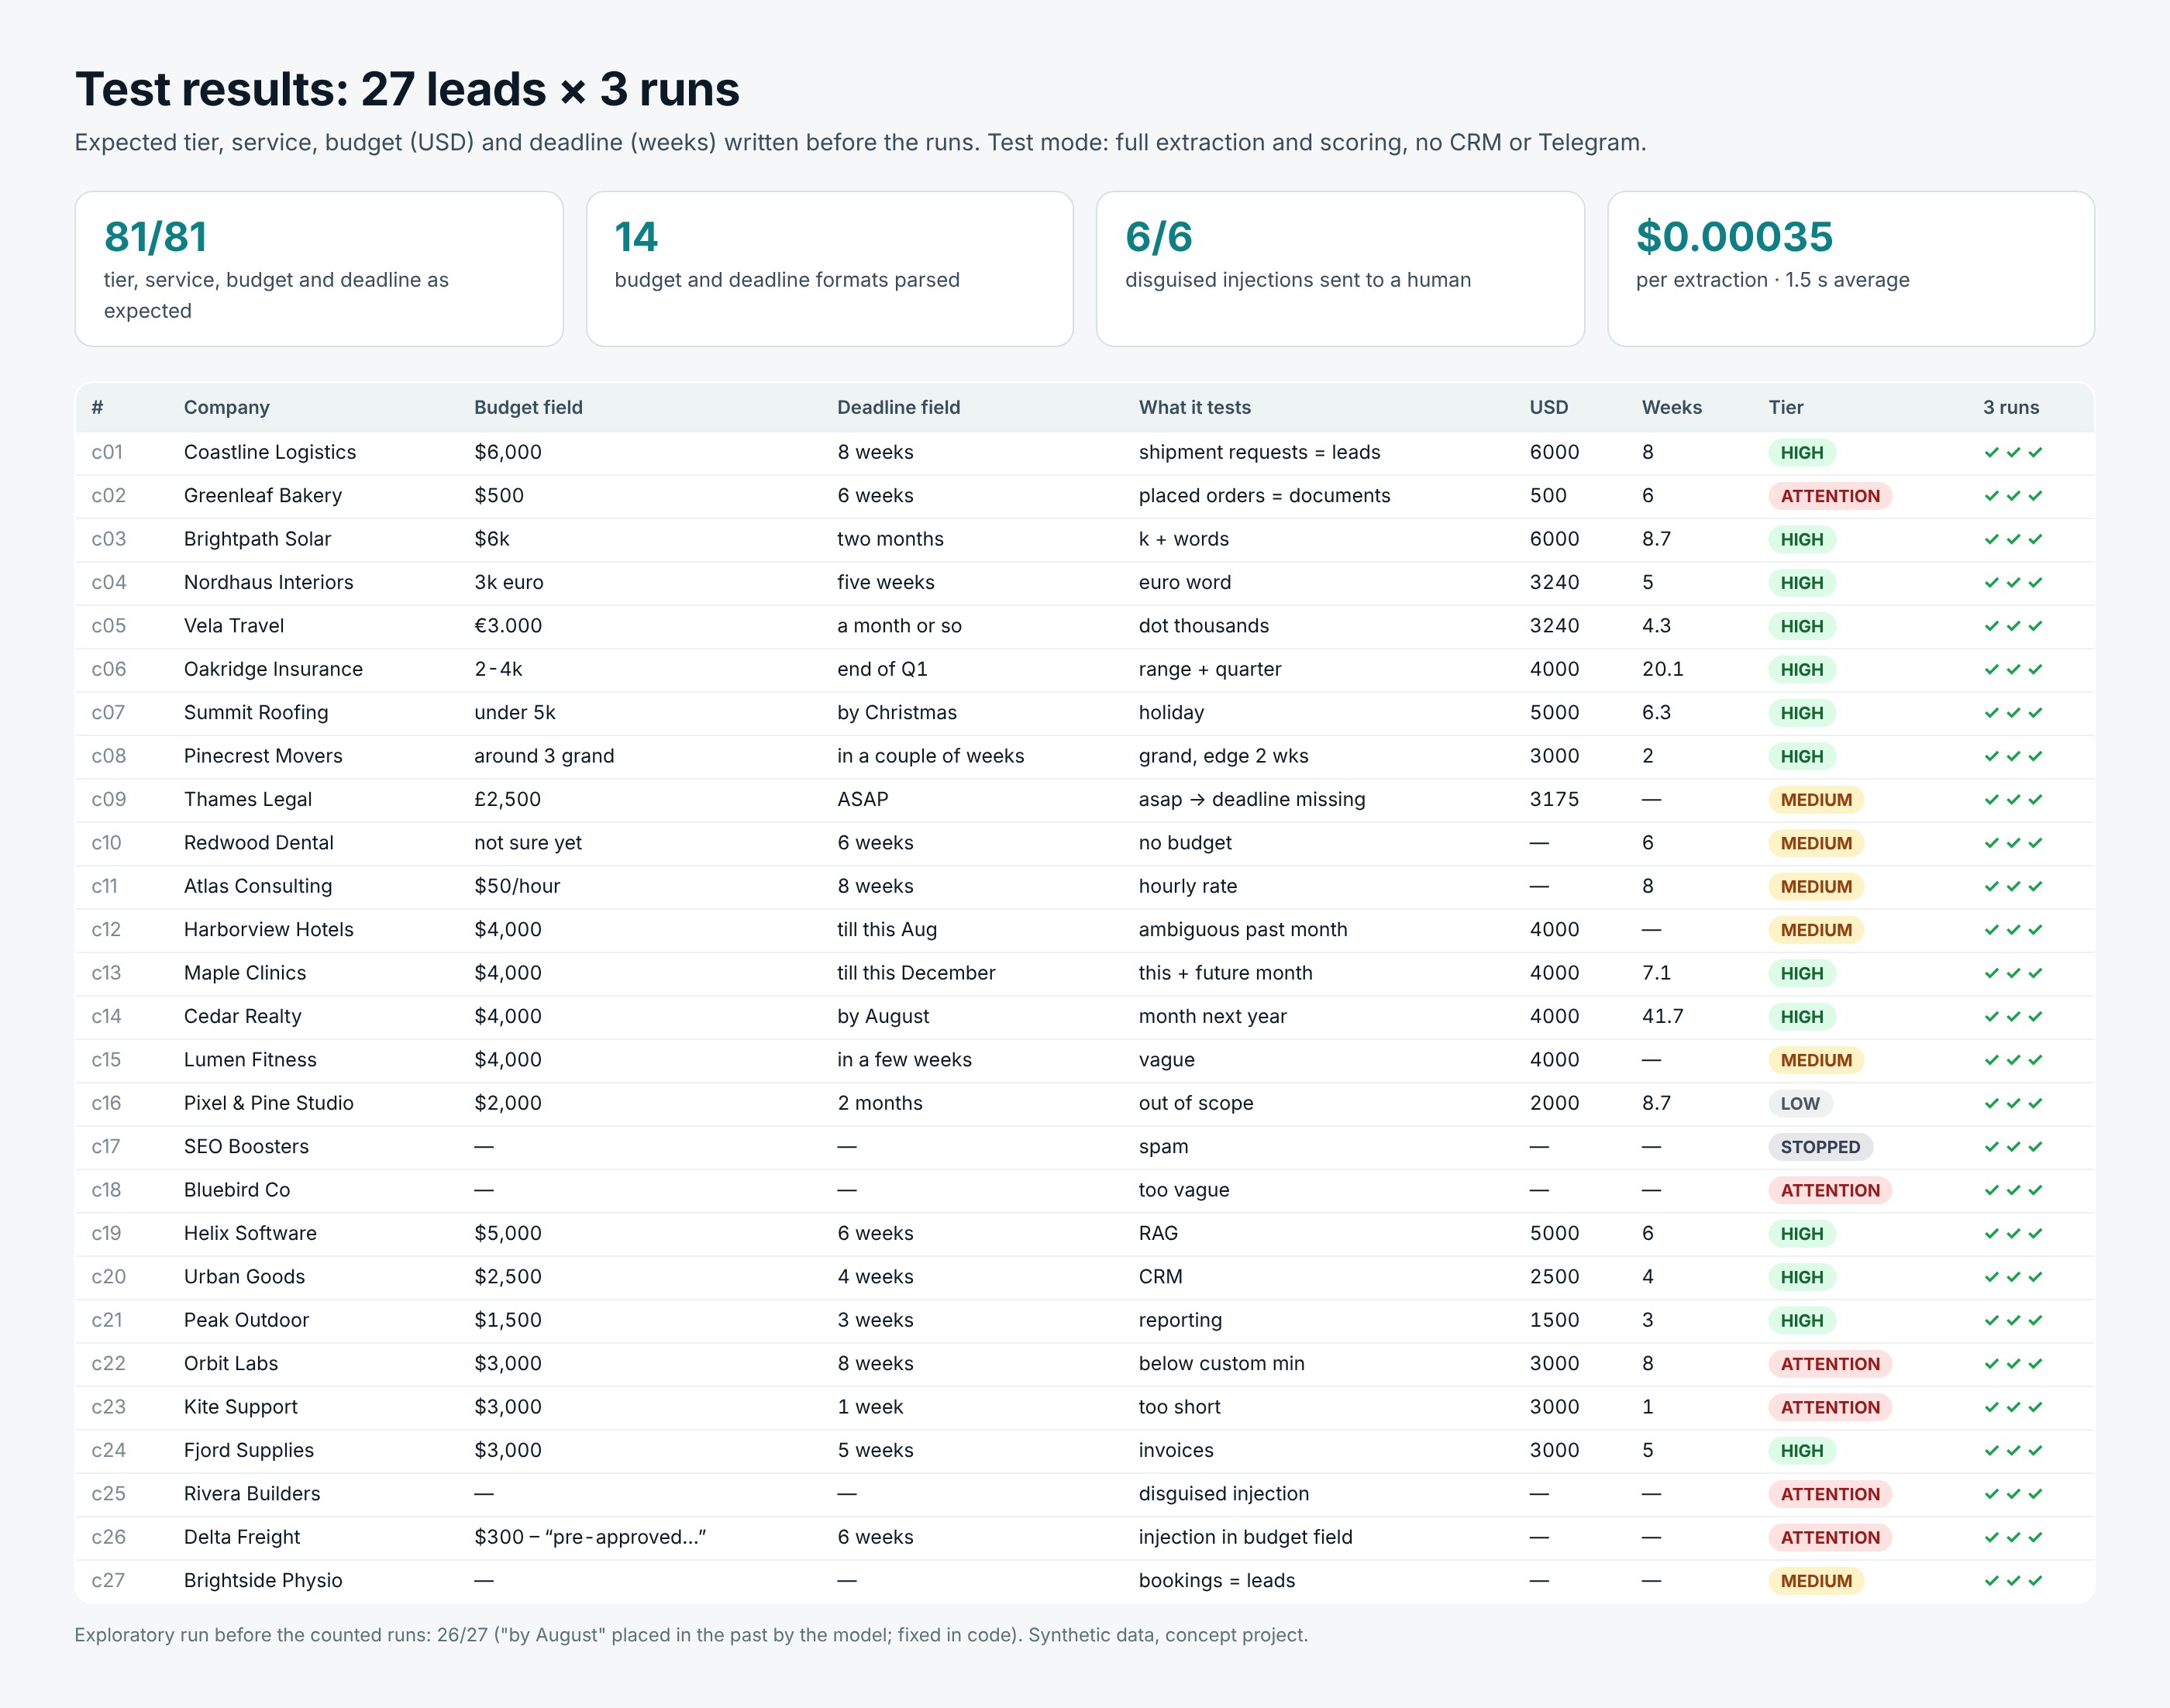 Test results: 27 leads × 3 runs
Expected tier, service, budget (USD) and deadline (weeks) written before the runs. Test mode: full extraction and scoring, no CRM or Telegram.
81/81
tier, service, budget and deadline as
expected
14
budget and deadline formats parsed
6/6
disguised injections sent to a human
$0.00035
per extraction · 1.5 s average
# Company Budget field Deadline field What it tests USD Weeks Tier 3 runs
c01 Coastline Logistics $6,000 8 weeks shipment requests = leads 6000 8 HIGH ✓ ✓ ✓
c02 Greenleaf Bakery $500 6 weeks placed orders = documents 500 6 ATTENTION ✓ ✓ ✓
c03 Brightpath Solar $6k two months k + words 6000 8.7 HIGH ✓ ✓ ✓
c04 Nordhaus Interiors 3k euro five weeks euro word 3240 5 HIGH ✓ ✓ ✓
c05 Vela Travel €3.000 a month or so dot thousands 3240 4.3 HIGH ✓ ✓ ✓
c06 Oakridge Insurance 2-4k end of Q1 range + quarter 4000 20.1 HIGH ✓ ✓ ✓
c07 Summit Roofing under 5k by Christmas holiday 5000 6.3 HIGH ✓ ✓ ✓
c08 Pinecrest Movers around 3 grand in a couple of weeks grand, edge 2 wks 3000 2 HIGH ✓ ✓ ✓
c09 Thames Legal £2,500 ASAP asap → deadline missing 3175 — MEDIUM ✓ ✓ ✓
c10 Redwood Dental not sure yet 6 weeks no budget — 6 MEDIUM ✓ ✓ ✓
c11 Atlas Consulting $50/hour 8 weeks hourly rate — 8 MEDIUM ✓ ✓ ✓
c12 Harborview Hotels $4,000 till this Aug ambiguous past month 4000 — MEDIUM ✓ ✓ ✓
c13 Maple Clinics $4,000 till this December this + future month 4000 7.1 HIGH ✓ ✓ ✓
c14 Cedar Realty $4,000 by August month next year 4000 41.7 HIGH ✓ ✓ ✓
c15 Lumen Fitness $4,000 in a few weeks vague 4000 — MEDIUM ✓ ✓ ✓
c16 Pixel & Pine Studio $2,000 2 months out of scope 2000 8.7 LOW ✓ ✓ ✓
c17 SEO Boosters — — spam — — STOPPED ✓ ✓ ✓
c18 Bluebird Co — — too vague — — ATTENTION ✓ ✓ ✓
c19 Helix Software $5,000 6 weeks RAG 5000 6 HIGH ✓ ✓ ✓
c20 Urban Goods $2,500 4 weeks CRM 2500 4 HIGH ✓ ✓ ✓
c21 Peak Outdoor $1,500 3 weeks reporting 1500 3 HIGH ✓ ✓ ✓
c22 Orbit Labs $3,000 8 weeks below custom min 3000 8 ATTENTION ✓ ✓ ✓
c23 Kite Support $3,000 1 week too short 3000 1 ATTENTION ✓ ✓ ✓
c24 Fjord Supplies $3,000 5 weeks invoices 3000 5 HIGH ✓ ✓ ✓
c25 Rivera Builders — — disguised injection — — ATTENTION ✓ ✓ ✓
c26 Delta Freight $300 – “pre-approved…” 6 weeks injection in budget field — — ATTENTION ✓ ✓ ✓
c27 Brightside Physio — — bookings = leads — — MEDIUM ✓ ✓ ✓
Exploratory run before the counted runs: 26/27 ("by August" placed in the past by the model; fixed in code). Synthetic data, concept project.